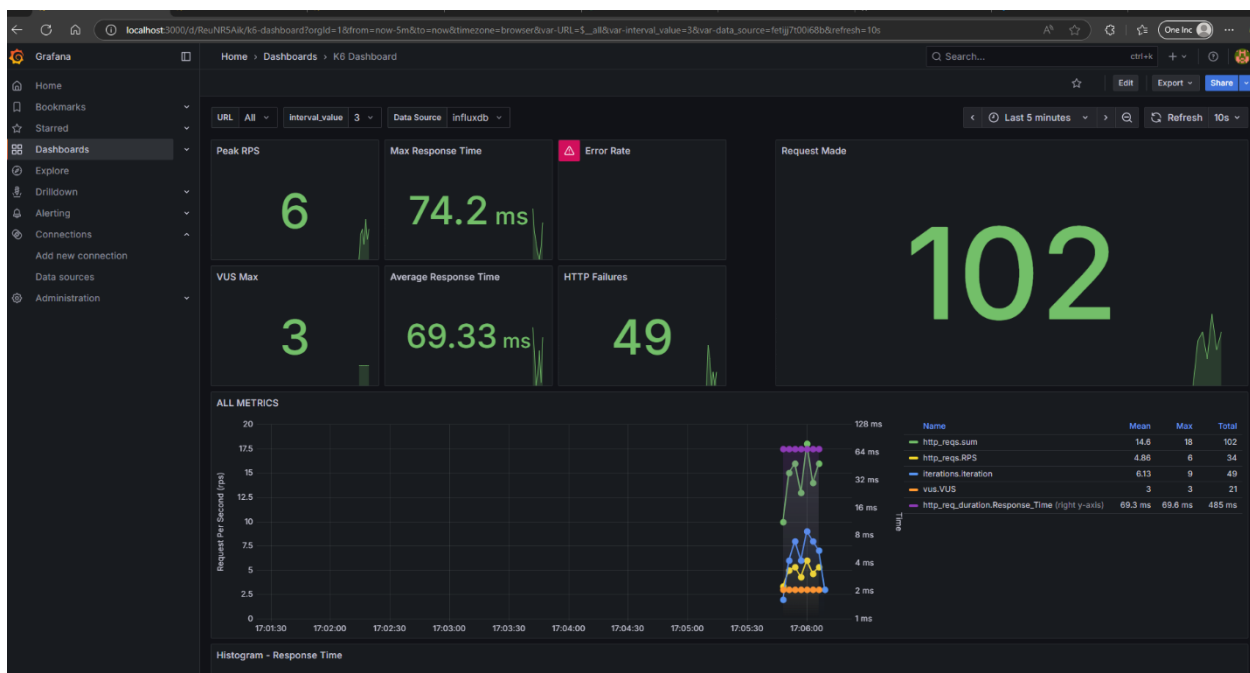 localhost:3000/d/ReuNR5Aik/k6-dashboard?orgId=1&from=now-5m&to=now&timezone=browser&var-URL=$__all&var-interval_value=3&var-data_source=fetijj7t00i68b&refresh=10s
One Inc
Grafana
Home > Dashboards > K6 Dashboard
Search...
ctrl+k
Home
Bookmarks
Starred
Dashboards
Explore
Drilldown
Alerting
Connections
Add new connection
Data sources
Administration
Edit
Export
Share
URL All
interval_value 3
Data Source influxdb
Last 5 minutes
Refresh 10s
Peak RPS
6
Max Response Time
74.2 ms
Error Rate
Request Made
102
VUS Max
3
Average Response Time
69.33 ms
HTTP Failures
49
ALL METRICS
Request Per Second (rps)
20
17.5
15
12.5
10
7.5
5
2.5
0
17:01:30 17:02:00 17:02:30 17:03:00 17:03:30 17:04:00 17:04:30 17:05:00 17:05:30 17:06:00
128 ms
64 ms
32 ms
16 ms
8 ms
4 ms
2 ms
1 ms
Time
Name Mean Max Total
http_reqs.sum 14.6 18 102
http_reqs.RPS 4.86 6 34
iterations.iteration 6.13 9 49
vus.VUS 3 3 21
http_req_duration.Response_Time (right y-axis) 69.3 ms 69.6 ms 485 ms
Histogram - Response Time